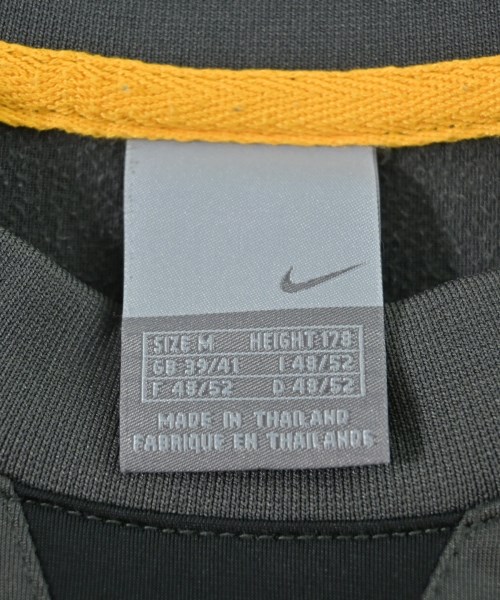 SIZE M HEIGHT 178
GB 39/41 I 48/52
F 48/52 D 48/52
MADE IN THAILAND
FABRIQUE EN THAILANDE